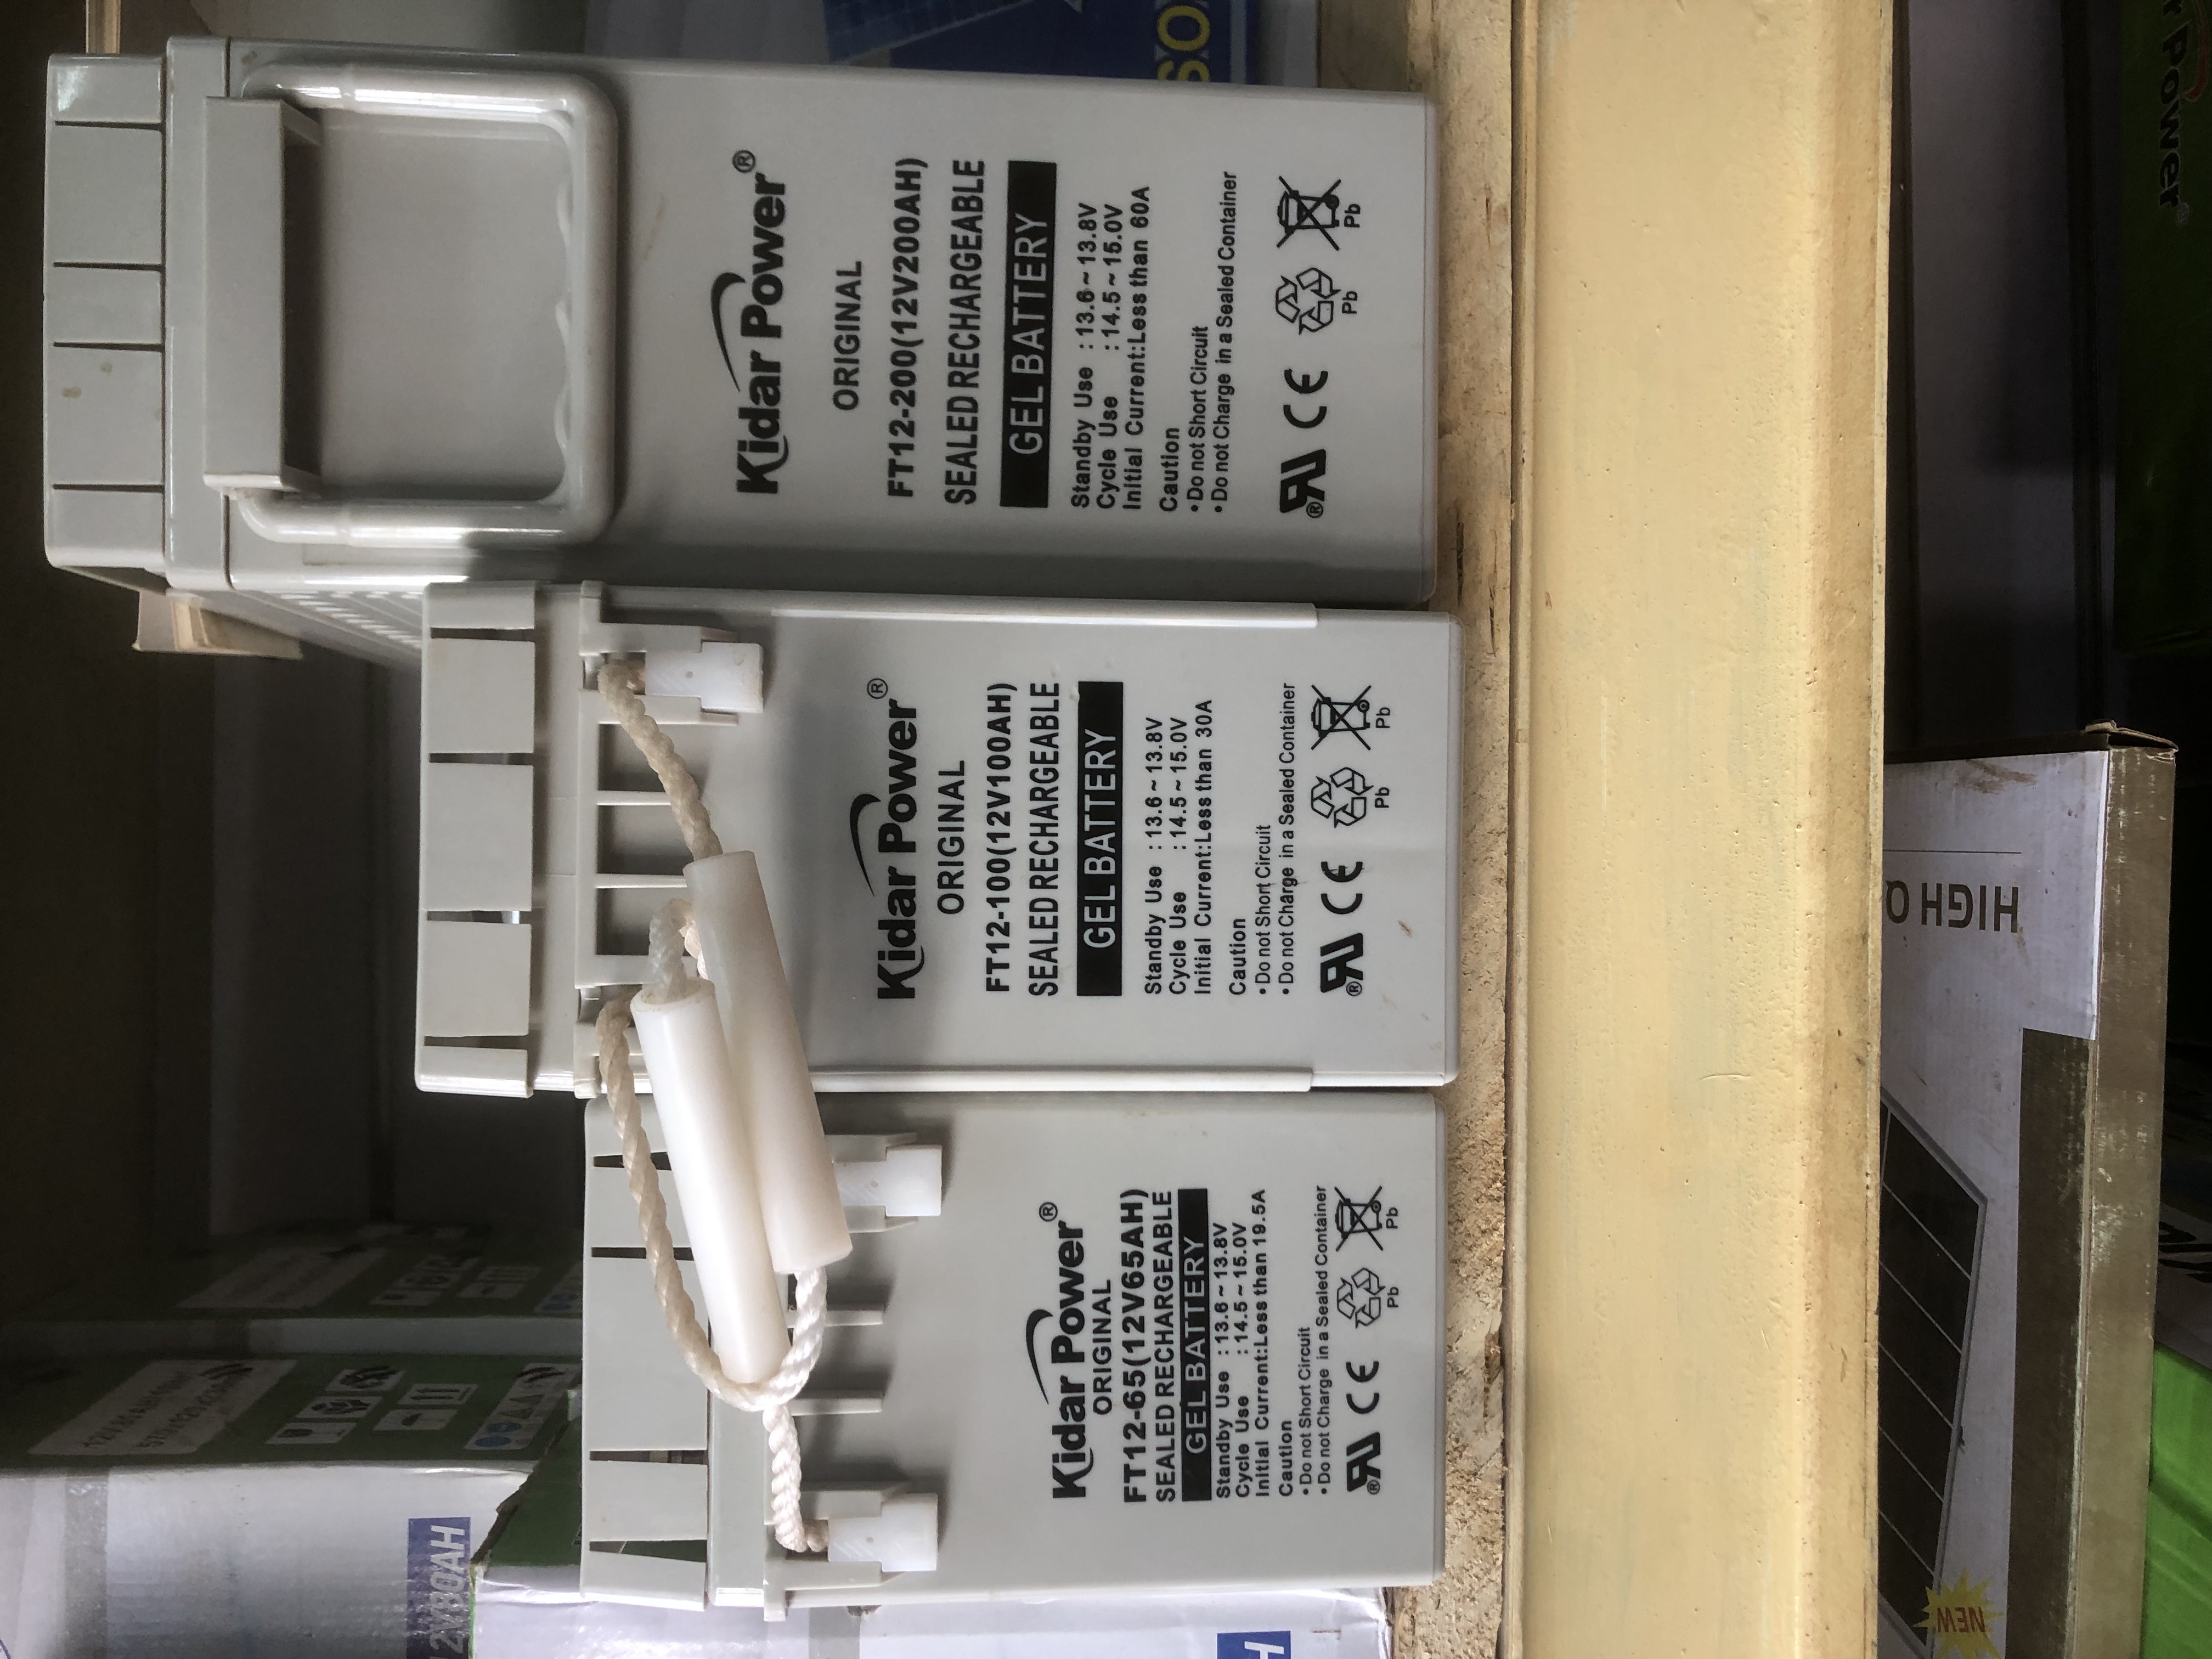 12V80AH
Kidar Power®
ORIGINAL
FT12-65(12V65AH)
SEALED RECHARGEABLE
GEL BATTERY
Standby Use : 13.6 ~ 13.8V
Cycle Use : 14.5 ~ 15.0V
Initial Current:Less than 19.5A
Caution
• Do not Short Circuit
• Do not Charge in a Sealed Container
CE
Pb
Pb
Kidar Power®
ORIGINAL
FT12-100(12V100AH)
SEALED RECHARGEABLE
GEL BATTERY
Standby Use : 13.6 ~ 13.8V
Cycle Use : 14.5 ~ 15.0V
Initial Current:Less than 30A
Caution
• Do not Short Circuit
• Do not Charge in a Sealed Container
CE
Pb
Pb
Kidar Power®
ORIGINAL
FT12-200(12V200AH)
SEALED RECHARGEABLE
GEL BATTERY
Standby Use : 13.6 ~ 13.8V
Cycle Use : 14.5 ~ 15.0V
Initial Current:Less than 60A
Caution
• Do not Short Circuit
• Do not Charge in a Sealed Container
CE
Pb
Pb
SO
NEW
HIGH Q
r Power®